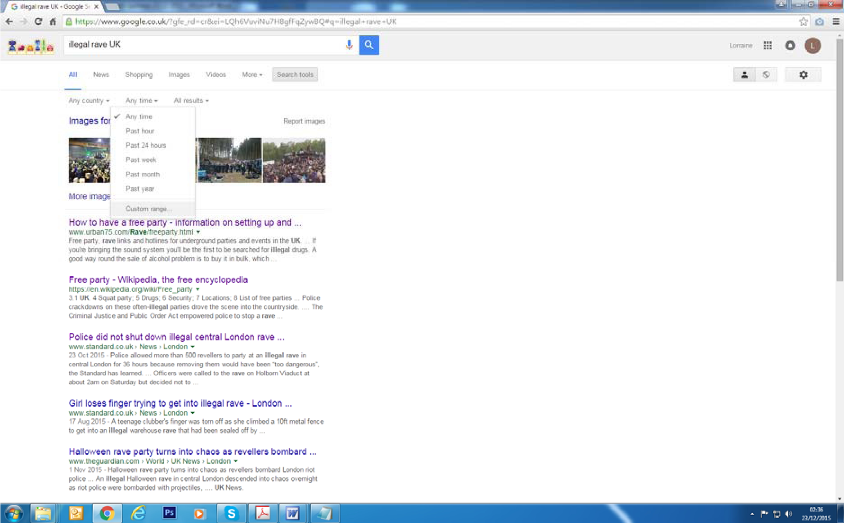 illegal rave UK - Google Se
https://www.google.co.uk/?gfe_rd=cr&ei=LQh6VuviNu7H8gfFqZywBQ#q=illegal+rave+UK
illegal rave UK
Lorraine
L
All News Shopping Images Videos More Search tools
Any country Any time All results
Any time
Past hour
Past 24 hours
Past week
Past month
Past year
Custom range...
Images for
Report images
More image
How to have a free party - information on setting up and ...
www.urban75.com/Rave/freeparty.html
Free party, rave links and hotlines for underground parties and events in the UK. ... If
you're bringing the sound system you'll be the first to be searched for illegal drugs. A
good way round the sale of alcohol problem is to buy it in bulk, which ...
Free party - Wikipedia, the free encyclopedia
https://en.wikipedia.org/wiki/Free_party
3.1 UK. 4 Squat party; 5 Drugs; 6 Security; 7 Locations; 8 List of free parties ... Police
crackdowns on these often-illegal parties drove the scene into the countryside. .... The
Criminal Justice and Public Order Act empowered police to stop a rave ...
Police did not shut down illegal central London rave ...
www.standard.co.uk › News › London
23 Oct 2015 - Police allowed more than 500 revellers to party at an illegal rave in
central London for 36 hours because removing them would have been "too dangerous",
the Standard has learned. ... Officers were called to the rave on Holborn Viaduct at
about 2am on Saturday but decided not to ...
Girl loses finger trying to get into illegal rave - London ...
www.standard.co.uk › News › London
17 Aug 2015 - A teenage clubber's finger was torn off as she climbed a 10ft metal fence
to get into an illegal warehouse rave that had been sealed off by ...
Halloween rave party turns into chaos as revellers bombard ...
www.theguardian.com › World › UK News › London
1 Nov 2015 - Halloween rave party turns into chaos as revellers bombard London riot
police ... An illegal Halloween rave in central London descended into chaos overnight
as riot police were bombarded with projectiles, .... UK News.
Ps
S
W
02:36
23/12/2015